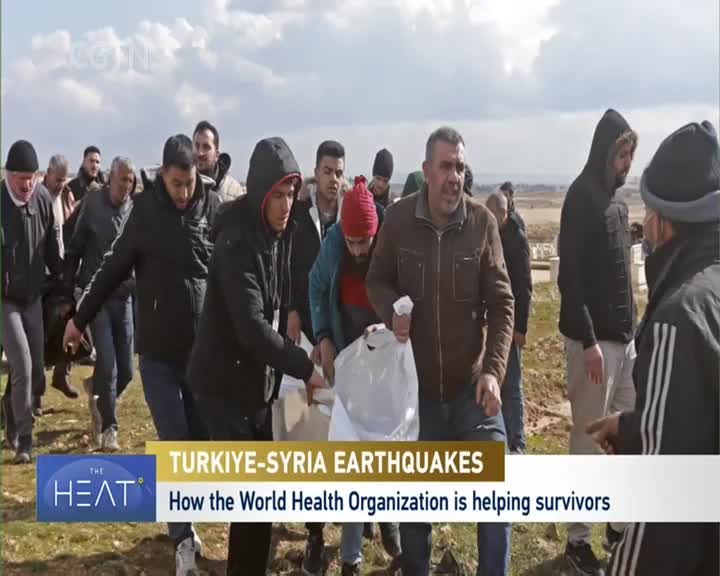 CGTN
TURKIYE-SYRIA EARTHQUAKES
THE
HEAT
How the World Health Organization is helping survivors